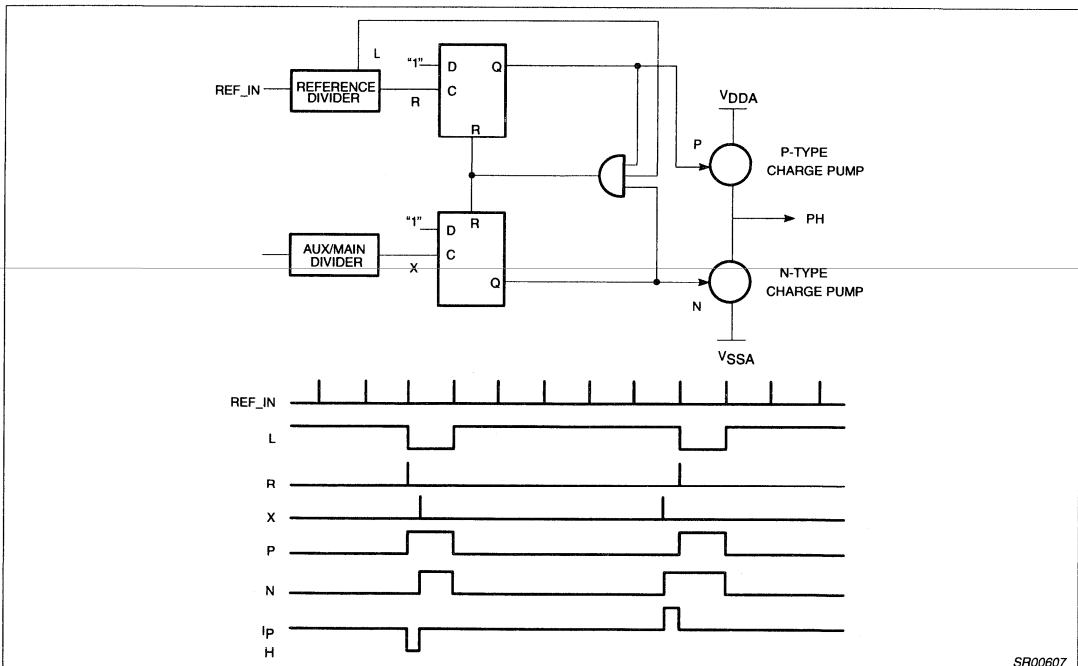 L
"1"
D
Q
REF_IN
REFERENCE
DIVIDER
C
R
R
VDDA
P
P-TYPE
CHARGE PUMP
PH
"1"
R
D
AUX/MAIN
DIVIDER
C
X
Q
N-TYPE
CHARGE PUMP
N
VSSA
REF_IN
L
R
X
P
N
IP
H
SR00607